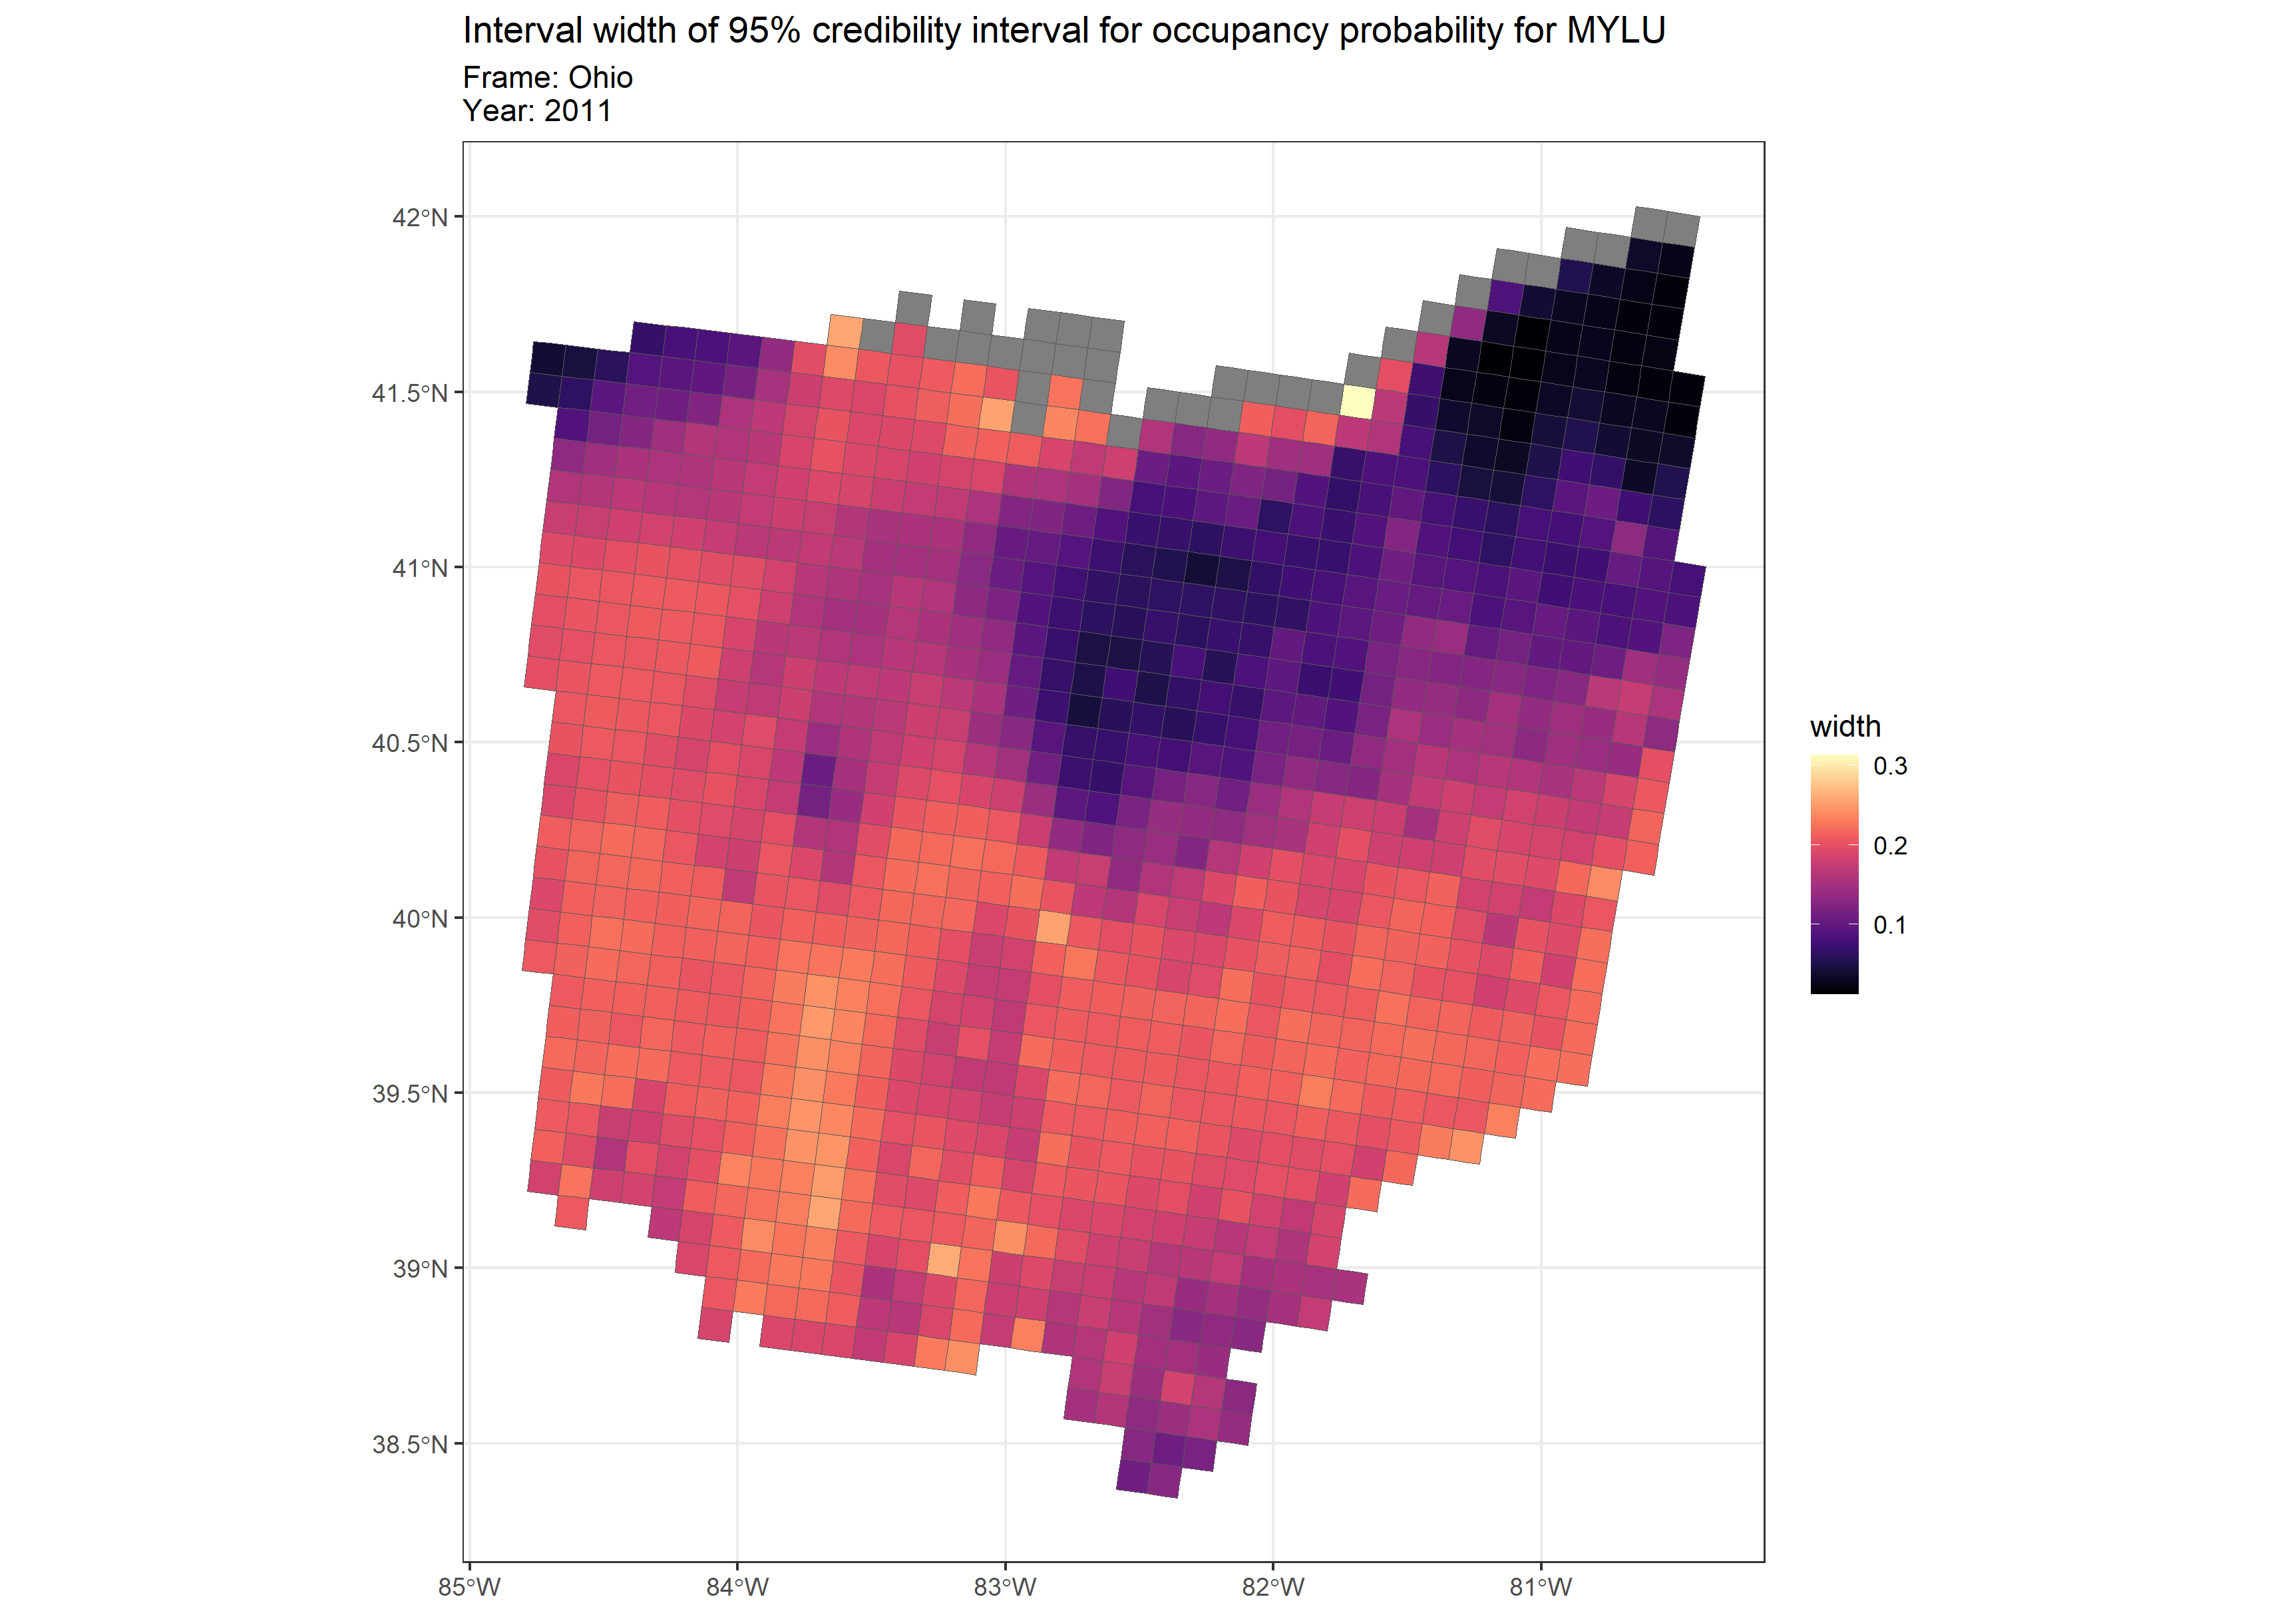 Interval width of 95% credibility interval for occupancy probability for MYLU
Frame: Ohio
Year: 2011
42°N
41.5°N
41°N
40.5°N
40°N
39.5°N
39°N
38.5°N
85°W
84°W
83°W
82°W
81°W
width
0.3
0.2
0.1